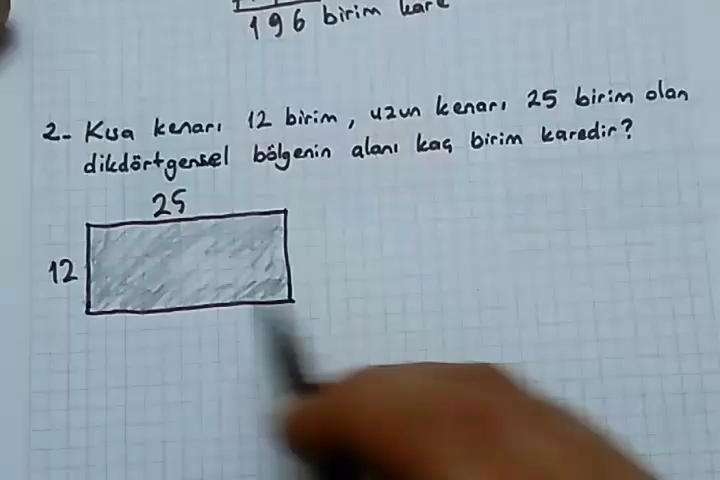 196 birim kare
2- Kısa kenarı 12 birim, uzun kenarı 25 birim olan
dikdörtgensel bölgenin alanı kaç birim karedir?
25
12